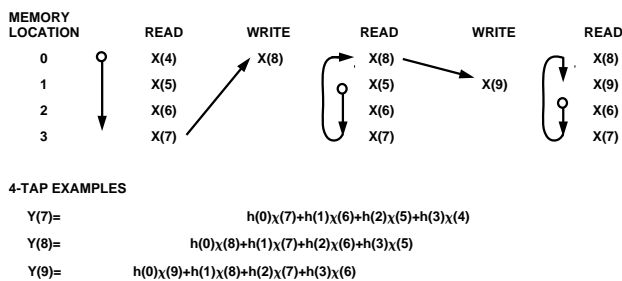 MEMORY
LOCATION READ WRITE READ WRITE READ
0 X(4) X(8) X(8) X(8)
1 X(5) X(5) X(9) X(9)
2 X(6) X(6) X(6)
3 X(7) X(7) X(7)
4-TAP EXAMPLES
Y(7)= h(0)χ(7)+h(1)χ(6)+h(2)χ(5)+h(3)χ(4)
Y(8)= h(0)χ(8)+h(1)χ(7)+h(2)χ(6)+h(3)χ(5)
Y(9)= h(0)χ(9)+h(1)χ(8)+h(2)χ(7)+h(3)χ(6)